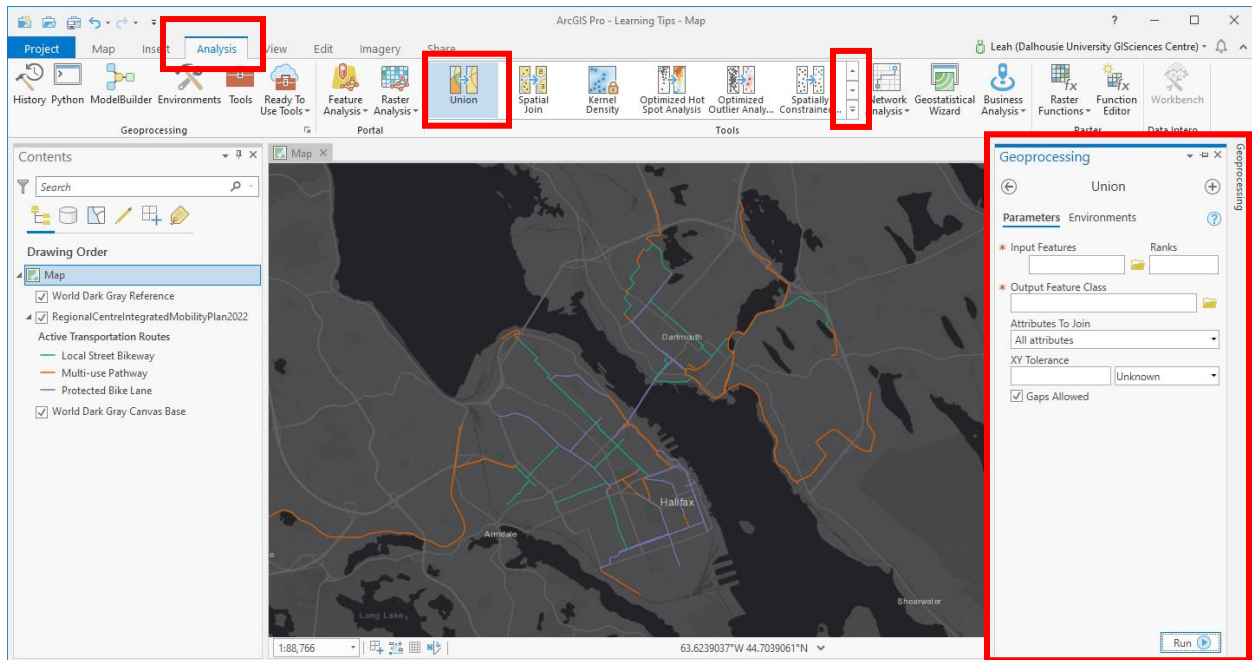 ArcGIS Pro - Learning Tips - Map
?
Project Map Insert Analysis View Edit Imagery Share
Leah (Dalhousie University GISciences Centre)
History Python ModelBuilder Environments Tools Ready To Use Tools
Feature Analysis Raster Analysis
Union
Spatial Join
Kernel Density
Optimized Hot Spot Analysis
Optimized Outlier Analy...
Spatially Constraine...
Network Analysis
Geostatistical Wizard
Business Analysis
Raster Functions
Function Editor
Workbench
Geoprocessing Portal Tools Raster Data Intero
Contents
Search
Drawing Order
Map
World Dark Gray Reference
RegionalCentreIntegratedMobilityPlan2022
Active Transportation Routes
Local Street Bikeway
Multi-use Pathway
Protected Bike Lane
World Dark Gray Canvas Base
Map
Dartmouth
Halifax
Armdale
Shearwater
Long Lake
1:88,766
63.6239037°W 44.7039061°N
Geoprocessing
Union
Parameters Environments
?
* Input Features Ranks
* Output Feature Class
Attributes To Join
All attributes
XY Tolerance
Unknown
Gaps Allowed
Run
Geoprocessing